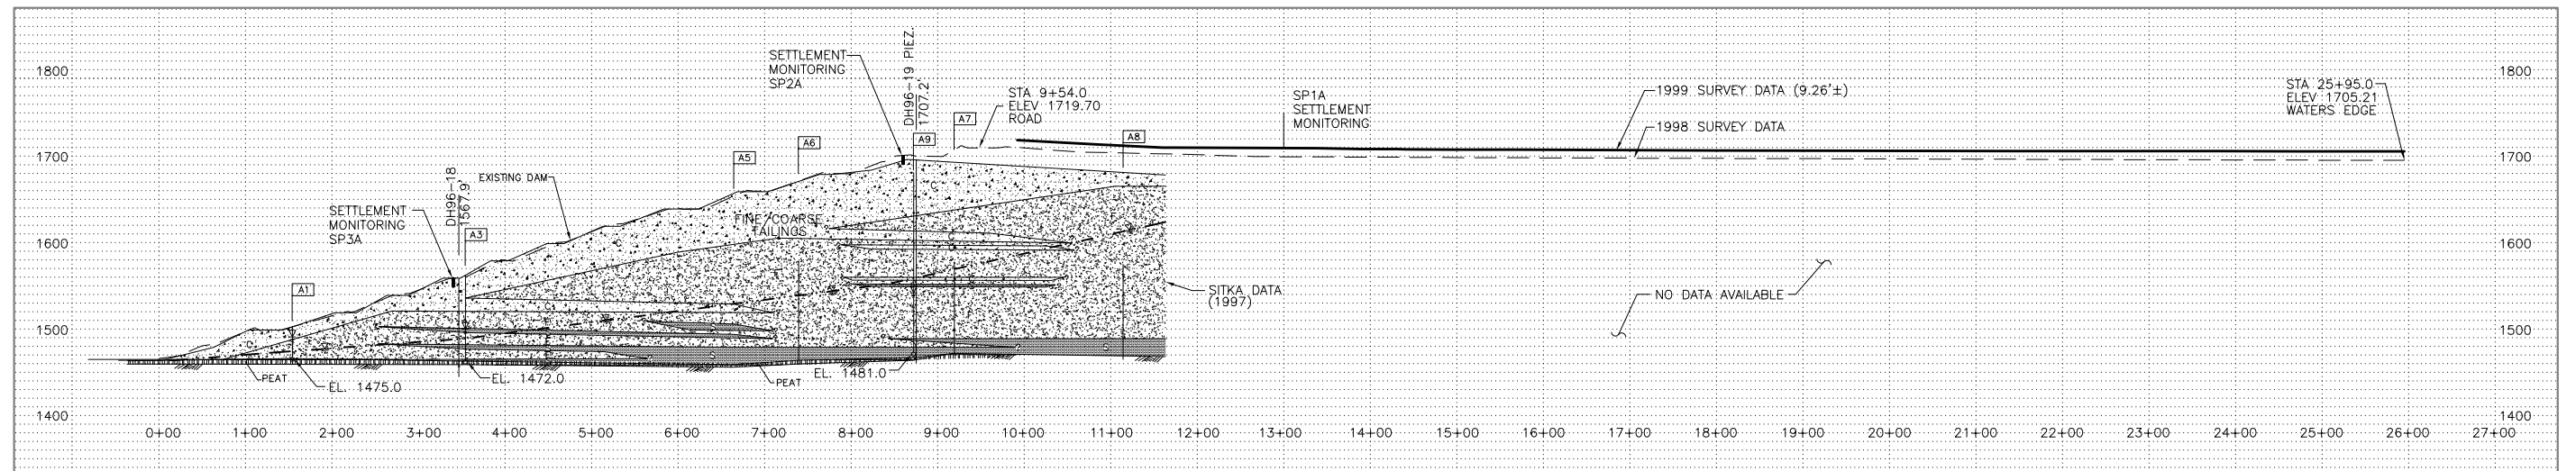 SETTLEMENT
MONITORING
SP2A
DH96-19 PIEZ.
1707.2'
1800
1800
STA 9+54.0
ELEV 1719.70
ROAD
SP1A
SETTLEMENT
MONITORING
1999 SURVEY DATA (9.26'±)
1998 SURVEY DATA
STA 25+95.0
ELEV 1705.21
WATERS EDGE
A7
A9
A8
A6
A5
1700
1700
DH96-18
1567.9'
EXISTING DAM
SETTLEMENT
MONITORING
SP3A
A3
C
FINE/COARSE
TAILINGS
C
C
1600
1600
A1
SITKA DATA
(1997)
NO DATA AVAILABLE
1500
1500
C
S
S
S
PEAT
EL. 1475.0
EL. 1472.0
PEAT
EL. 1481.0
1400
1400
0+00 1+00 2+00 3+00 4+00 5+00 6+00 7+00 8+00 9+00 10+00 11+00 12+00 13+00 14+00 15+00 16+00 17+00 18+00 19+00 20+00 21+00 22+00 23+00 24+00 25+00 26+00 27+00